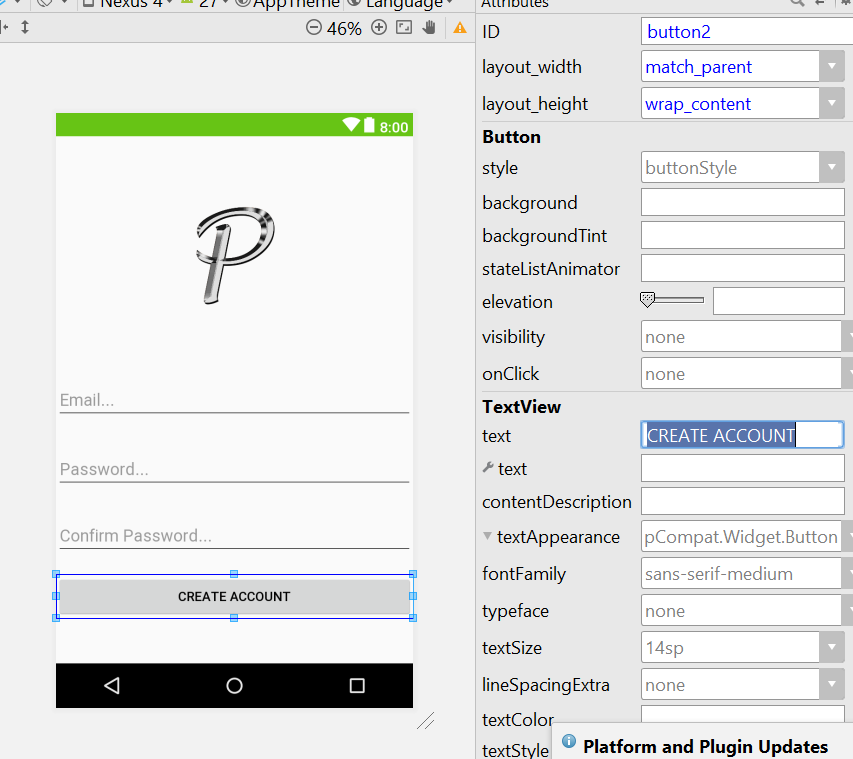 Nexus 4 27 AppTheme Language
46%
8:00
P
Email...
Password...
Confirm Password...
CREATE ACCOUNT
Attributes
ID button2
layout_width match_parent
layout_height wrap_content
Button
style buttonStyle
background
backgroundTint
stateListAnimator
elevation
visibility none
onClick none
TextView
text CREATE ACCOUNT
text
contentDescription
textAppearance pCompat.Widget.Button
fontFamily sans-serif-medium
typeface none
textSize 14sp
lineSpacingExtra none
textColor
textStyle
Platform and Plugin Updates